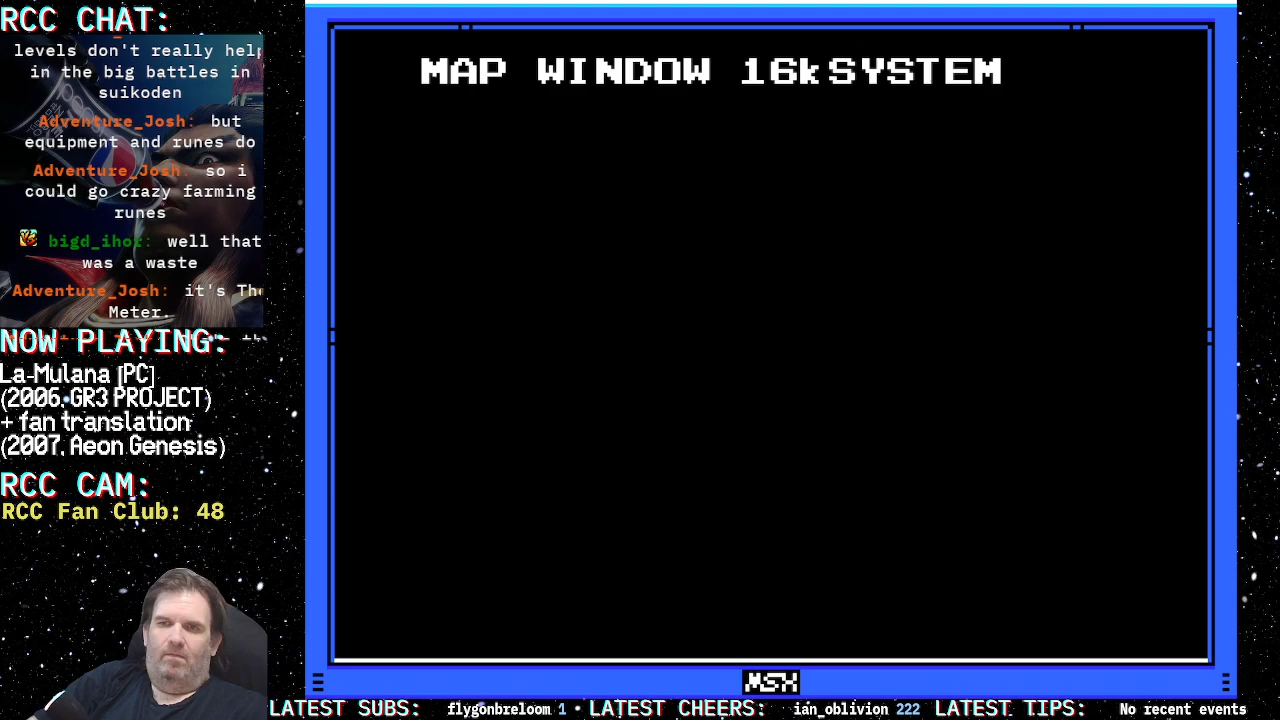 RCC CHAT:
levels don't really help
in the big battles in
suikoden
Adventure_Josh: but
equipment and runes do
Adventure_Josh: so i
could go crazy farming
runes
bigd_ihor: well that
was a waste
Adventure_Josh: it's The
Meter.
NOW PLAYING:
La-Mulana [PC]
(2006, GR3 PROJECT)
+ fan translation
(2007, Aeon Genesis)
RCC CAM:
RCC Fan Club: 48
MAP WINDOW 16kSYSTEM
MSX
LATEST SUBS: flygonbreloom 1 • LATEST CHEERS: ian_oblivion 222 LATEST TIPS: No recent events